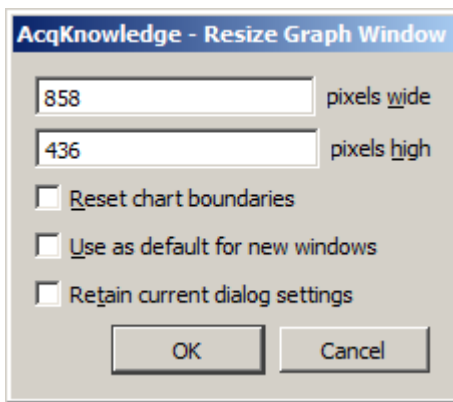 AcqKnowledge - Resize Graph Window
858 pixels wide
436 pixels high
Reset chart boundaries
Use as default for new windows
Retain current dialog settings
OK Cancel